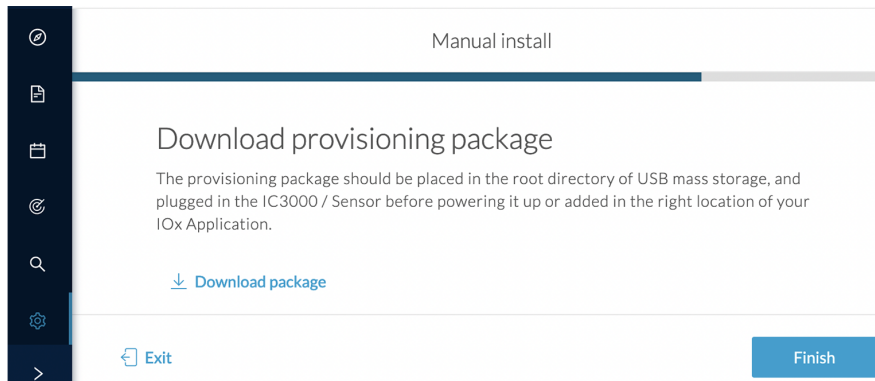 Manual install
Download provisioning package
The provisioning package should be placed in the root directory of USB mass storage, and
plugged in the IC3000 / Sensor before powering it up or added in the right location of your
IOx Application.
Download package
Exit
Finish